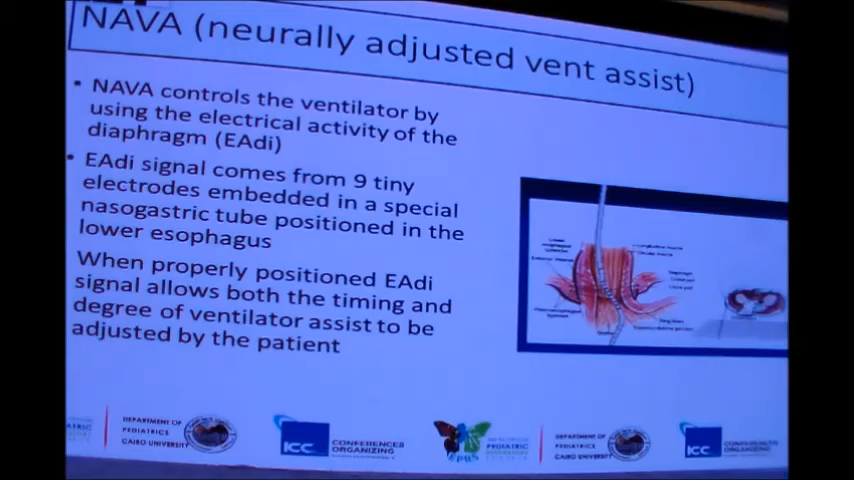 NAVA (neurally adjusted vent assist)
• NAVA controls the ventilator by
using the electrical activity of the
diaphragm (EAdi)
• EAdi signal comes from 9 tiny
electrodes embedded in a special
nasogastric tube positioned in the
lower esophagus
When properly positioned EAdi
signal allows both the timing and
degree of ventilator assist to be
adjusted by the patient
DEPARTMENT OF
PEDIATRICS
CAIRO UNIVERSITY
ICC
CONFERENCES
ORGANIZING
PEDIATRIC
DEPARTMENT OF
PEDIATRICS
CAIRO UNIVERSITY
ICC
CONFERENCES
ORGANIZING